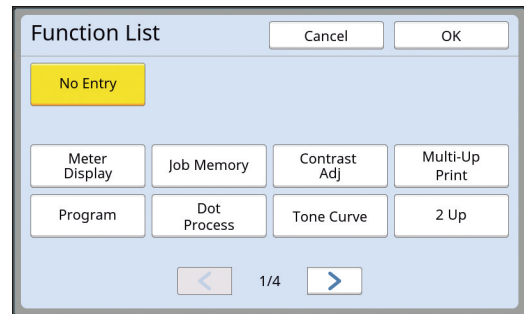 Function List
Cancel
OK
No Entry
Meter
Display
Job Memory
Contrast
Adj
Multi-Up
Print
Program
Dot
Process
Tone Curve
2 Up
1/4